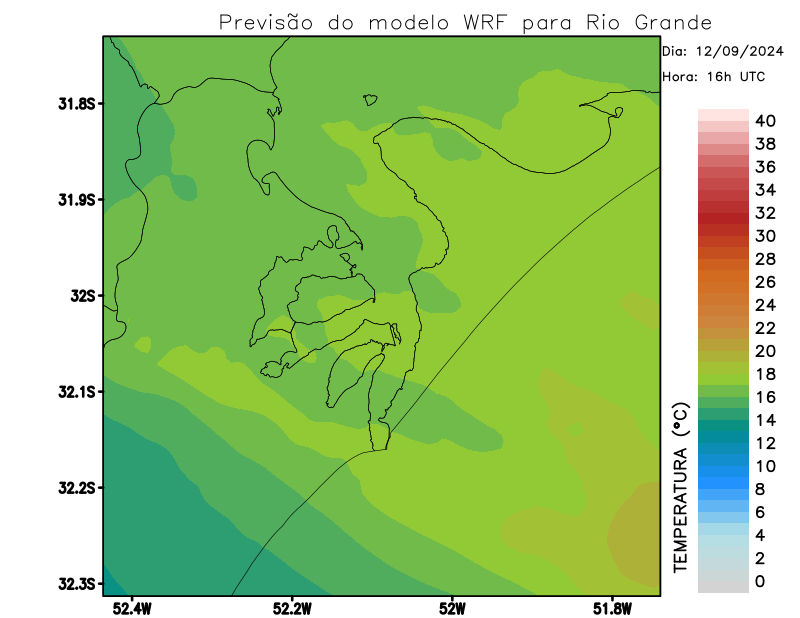 Previsão do modelo WRF para Rio Grande
Dia: 12/09/2024
Hora: 16h UTC
31.8S
31.9S
32S
32.1S
32.2S
32.3S
52.4W
52.2W
52W
51.8W
40
38
36
34
32
30
28
26
24
22
20
18
16
14
12
10
8
6
4
2
0
TEMPERATURA (°C)